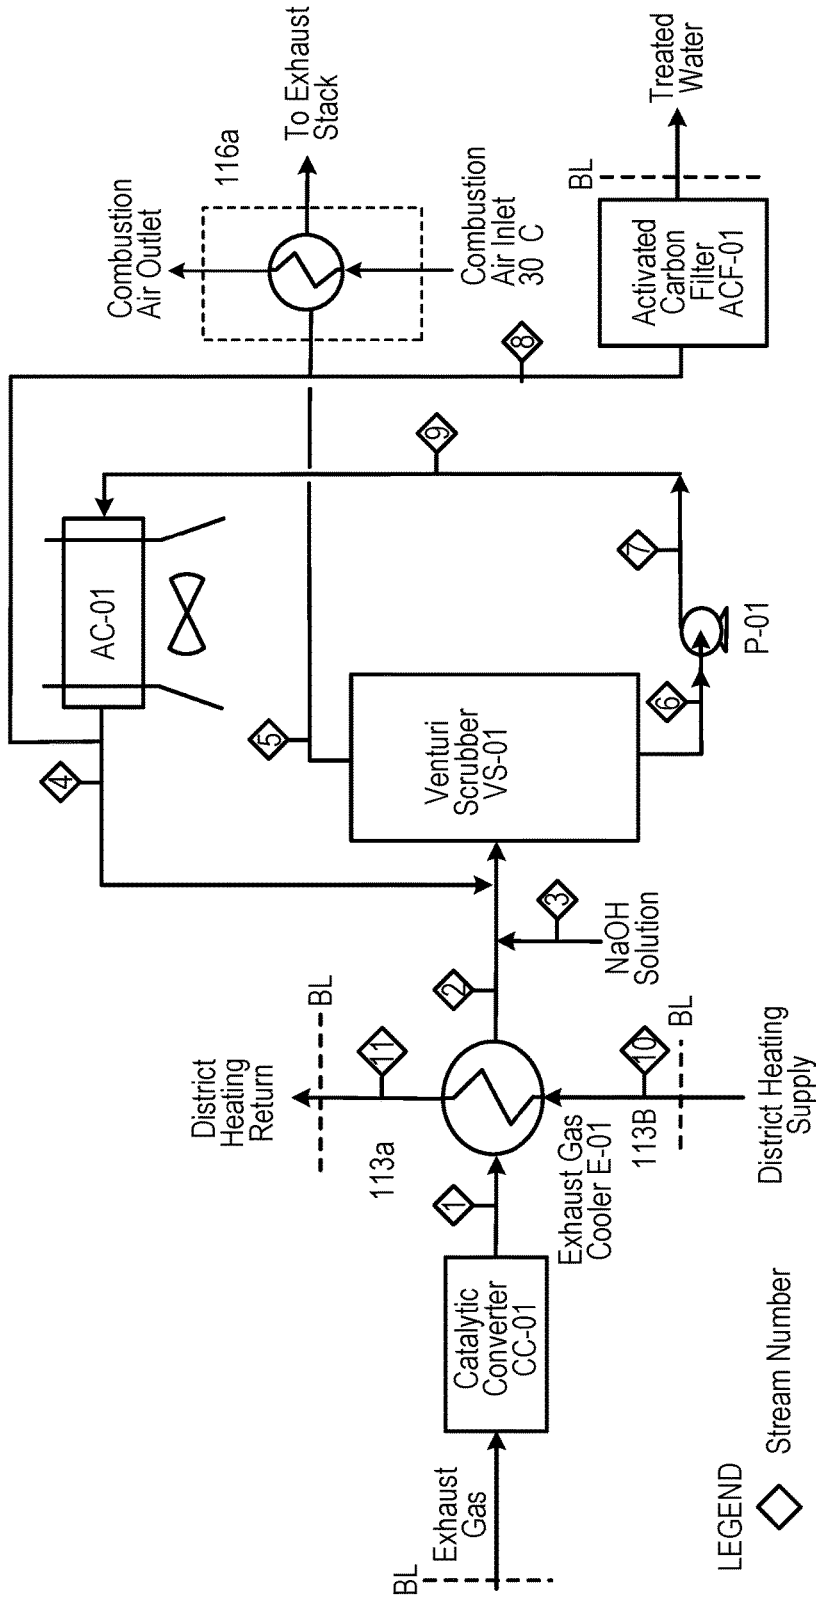 BL
Exhaust
Gas
Catalytic
Converter
CC-01
1
Exhaust Gas
Cooler E-01
113a
113B
District
Heating
Return
BL
11
10
BL
District Heating
Supply
2
3
NaOH
Solution
4
AC-01
5
Venturi
Scrubber
VS-01
6
P-01
7
9
8
Combustion
Air Outlet
116a
To Exhaust
Stack
Combustion
Air Inlet
30 C
Activated
Carbon
Filter
ACF-01
BL
Treated
Water
LEGEND
Stream Number